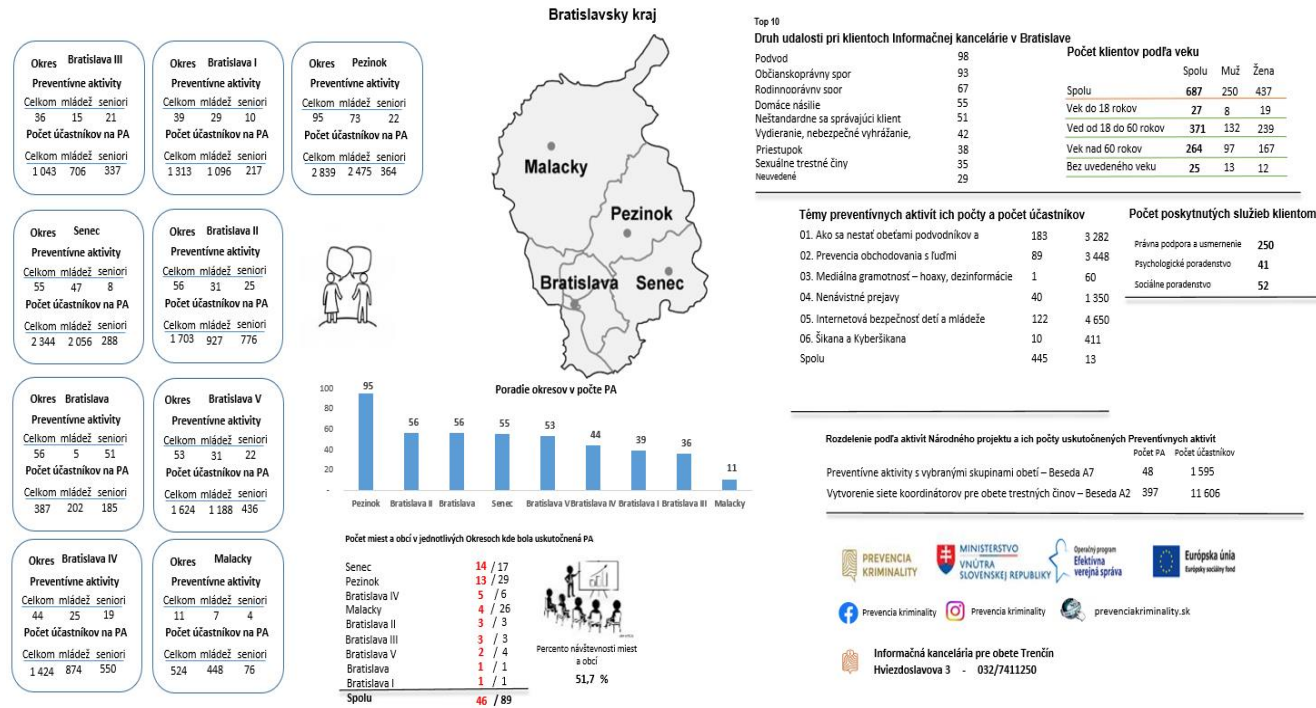 Bratislavsky kraj
Okres Bratislava III
Preventívne aktivity
Celkom mládež seniori
36 15 21
Počet účastníkov na PA
Celkom mládež seniori
1 043 706 337
Okres Bratislava I
Preventívne aktivity
Celkom mládež seniori
39 29 10
Počet účastníkov na PA
Celkom mládež seniori
1 313 1 096 217
Okres Pezinok
Preventívne aktivity
Celkom mládež seniori
95 73 22
Počet účastníkov na PA
Celkom mládež seniori
2 839 2 475 364
Okres Senec
Preventívne aktivity
Celkom mládež seniori
55 47 8
Počet účastníkov na PA
Celkom mládež seniori
2 344 2 056 288
Okres Bratislava II
Preventívne aktivity
Celkom mládež seniori
56 31 25
Počet účastníkov na PA
Celkom mládež seniori
1 703 927 776
Okres Bratislava
Preventívne aktivity
Celkom mládež seniori
56 5 51
Počet účastníkov na PA
Celkom mládež seniori
387 202 185
Okres Bratislava V
Preventívne aktivity
Celkom mládež seniori
53 31 22
Počet účastníkov na PA
Celkom mládež seniori
1 624 1 188 436
Okres Bratislava IV
Preventívne aktivity
Celkom mládež seniori
44 25 19
Počet účastníkov na PA
Celkom mládež seniori
1 424 874 550
Okres Malacky
Preventívne aktivity
Celkom mládež seniori
11 7 4
Počet účastníkov na PA
Celkom mládež seniori
524 448 76
Malacky
Pezinok
Bratislava Senec
Poradie okresov v počte PA
100
80
60
40
20
-
95 56 56 55 53 44 39 36 11
Pezinok Bratislava II Bratislava Senec Bratislava V Bratislava IV Bratislava I Bratislava III Malacky
Počet miest a obcí v jednotlivých Okresoch kde bola uskutočnená PA
Senec 14 / 17
Pezinok 13 / 29
Bratislava IV 5 / 6
Malacky 4 / 26
Bratislava II 3 / 3
Bratislava III 3 / 3
Bratislava V 2 / 4
Bratislava 1 / 1
Bratislava I 1 / 1
Spolu 46 / 89
Percento návštevnosti miest
a obcí
51,7 %
Top 10
Druh udalosti pri klientoch Informačnej kancelárie v Bratislave
Podvod 98
Občianskoprávny spor 93
Rodinnoorávnv soor 67
Domáce násilie 55
Neštandardne sa správajúci klient 51
Vydieranie, nebezpečné vyhrážanie, 42
Priestupok 38
Sexuálne trestné činy 35
Neuvedené 29
Počet klientov podľa veku
Spolu Muž Žena
Spolu 687 250 437
Vek do 18 rokov 27 8 19
Ved od 18 do 60 rokov 371 132 239
Vek nad 60 rokov 264 97 167
Bez uvedeného veku 25 13 12
Témy preventívnych aktivít ich počty a počet účastníkov
01. Ako sa nestať obeťami podvodníkov a 183 3 282
02. Prevencia obchodovania s ľuďmi 89 3 448
03. Mediálna gramotnosť – hoaxy, dezinformácie 1 60
04. Nenávistné prejavy 40 1 350
05. Internetová bezpečnosť detí a mládeže 122 4 650
06. Šikana a Kyberšikana 10 411
Spolu 445 13
Počet poskytnutých služieb klientom
Právna podpora a usmernenie 250
Psychologické poradenstvo 41
Sociálne poradenstvo 52
Rozdelenie podľa aktivít Národného projektu a ich počty uskutočnených Preventívnych aktivít
Počet PA Počet účastníkov
Preventívne aktivity s vybranými skupinami obetí – Beseda A7 48 1 595
Vytvorenie siete koordinátorov pre obete trestných činov – Beseda A2 397 11 606
PREVENCIA
KRIMINALITY
MINISTERSTVO
VNÚTRA
SLOVENSKEJ REPUBLIKY
Operačný program
Efektívna
verejná správa
Európska únia
Európsky sociálny fond
Prevencia kriminality
Prevencia kriminality
prevenciakriminality.sk
Informačná kancelária pre obete Trenčín
Hviezdoslavova 3 - 032/7411250